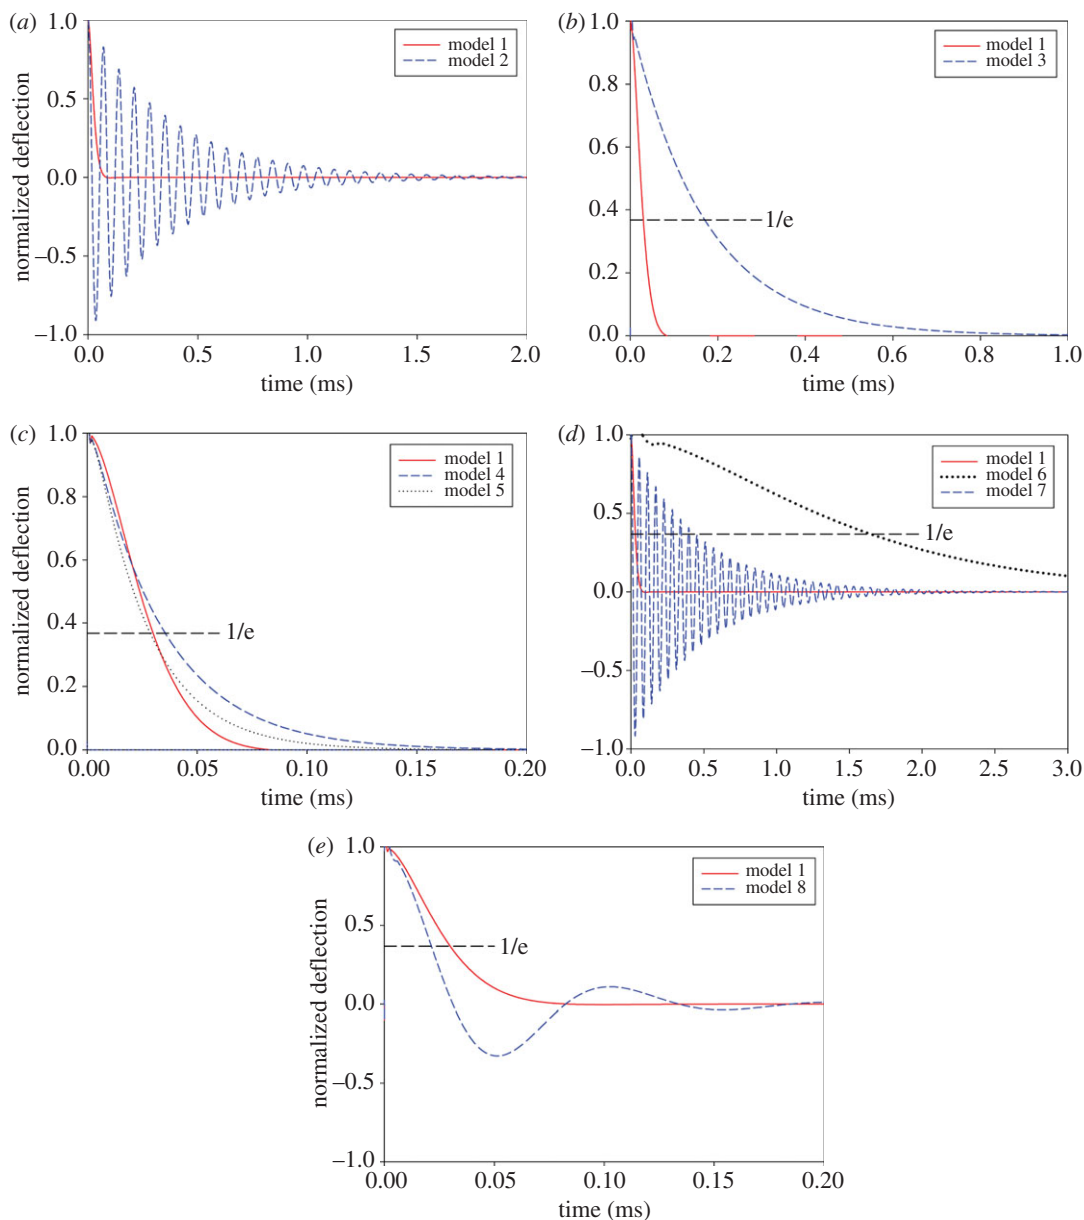 (a)
1.0
0.5
0.0
−0.5
−1.0
normalized deflection
model 1
model 2
0.0 0.5 1.0 1.5 2.0
time (ms)
(b)
1.0
0.8
0.6
0.4
0.2
0.0
model 1
model 3
1/e
0.0 0.2 0.4 0.6 0.8 1.0
time (ms)
(c)
1.0
0.8
0.6
0.4
0.2
0.0
normalized deflection
model 1
model 4
model 5
1/e
0.00 0.05 0.10 0.15 0.20
time (ms)
(d)
1.0
0.5
0.0
−0.5
−1.0
model 1
model 6
model 7
1/e
0.0 0.5 1.0 1.5 2.0 2.5 3.0
time (ms)
(e)
1.0
0.5
0.0
−0.5
−1.0
normalized deflection
model 1
model 8
1/e
0.00 0.05 0.10 0.15 0.20
time (ms)